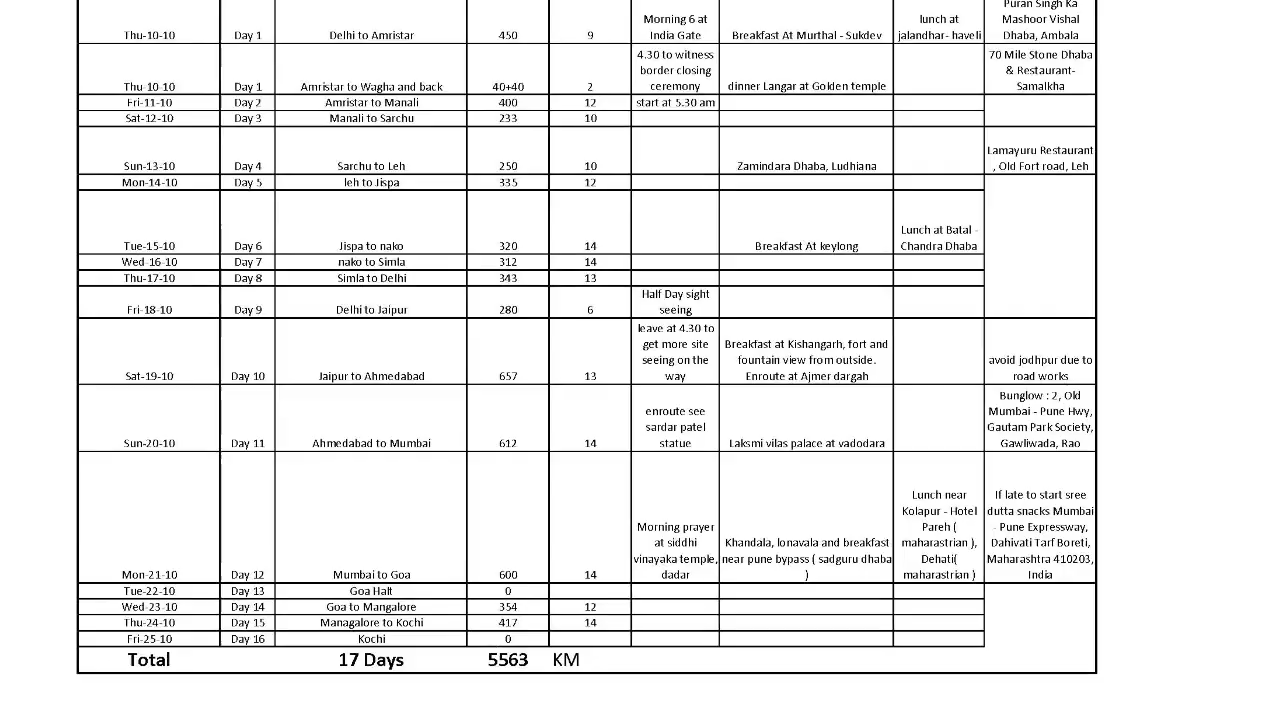 Puran Singh Ka
Morning 6 at lunch at Mashoor Vishal
Thu-10-10 Day 1 Delhi to Amristar 450 9 India Gate Breakfast At Murthal - Sukdev jalandhar- haveli Dhaba, Ambala
4.30 to witness 70 Mile Stone Dhaba
border closing & Restaurant-
Thu-10-10 Day 1 Amristar to Wagha and back 40+40 2 ceremony dinner Langar at Golden temple Samalkha
Fri-11-10 Day 2 Amristar to Manali 400 12 start at 5.30 am
Sat-12-10 Day 3 Manali to Sarchu 233 10
Lamayuru Restaurant
Sun-13-10 Day 4 Sarchu to Leh 250 10 Zamindara Dhaba, Ludhiana , Old Fort road, Leh
Mon-14-10 Day 5 leh to Jispa 335 12
Lunch at Batal -
Tue-15-10 Day 6 Jispa to nako 320 14 Breakfast At keylong Chandra Dhaba
Wed-16-10 Day 7 nako to Simla 312 14
Thu-17-10 Day 8 Simla to Delhi 343 13
Half Day sight
Fri-18-10 Day 9 Delhi to Jaipur 280 6 seeing
leave at 4.30 to
get more site Breakfast at Kishangarh, fort and
seeing on the fountain view from outside. avoid jodhpur due to
Sat-19-10 Day 10 Jaipur to Ahmedabad 657 13 way Enroute at Ajmer dargah road works
Bunglow : 2, Old
enroute see Mumbai - Pune Hwy,
sardar patel Gautam Park Society,
Sun-20-10 Day 11 Ahmedabad to Mumbai 612 14 statue Laksmi vilas palace at vadodara Gawliwada, Rao
Lunch near If late to start sree
Kolapur - Hotel dutta snacks Mumbai
Morning prayer Pareh ( - Pune Expressway,
at siddhi Khandala, lonavala and breakfast maharastrian ), Dahivati Tarf Boreti,
vinayaka temple, near pune bypass ( sadguru dhaba Dehati( Maharashtra 410203,
Mon-21-10 Day 12 Mumbai to Goa 600 14 dadar ) maharastrian ) India
Tue-22-10 Day 13 Goa Halt 0
Wed-23-10 Day 14 Goa to Mangalore 354 12
Thu-24-10 Day 15 Managalore to Kochi 417 14
Fri-25-10 Day 16 Kochi 0
Total 17 Days 5563 KM